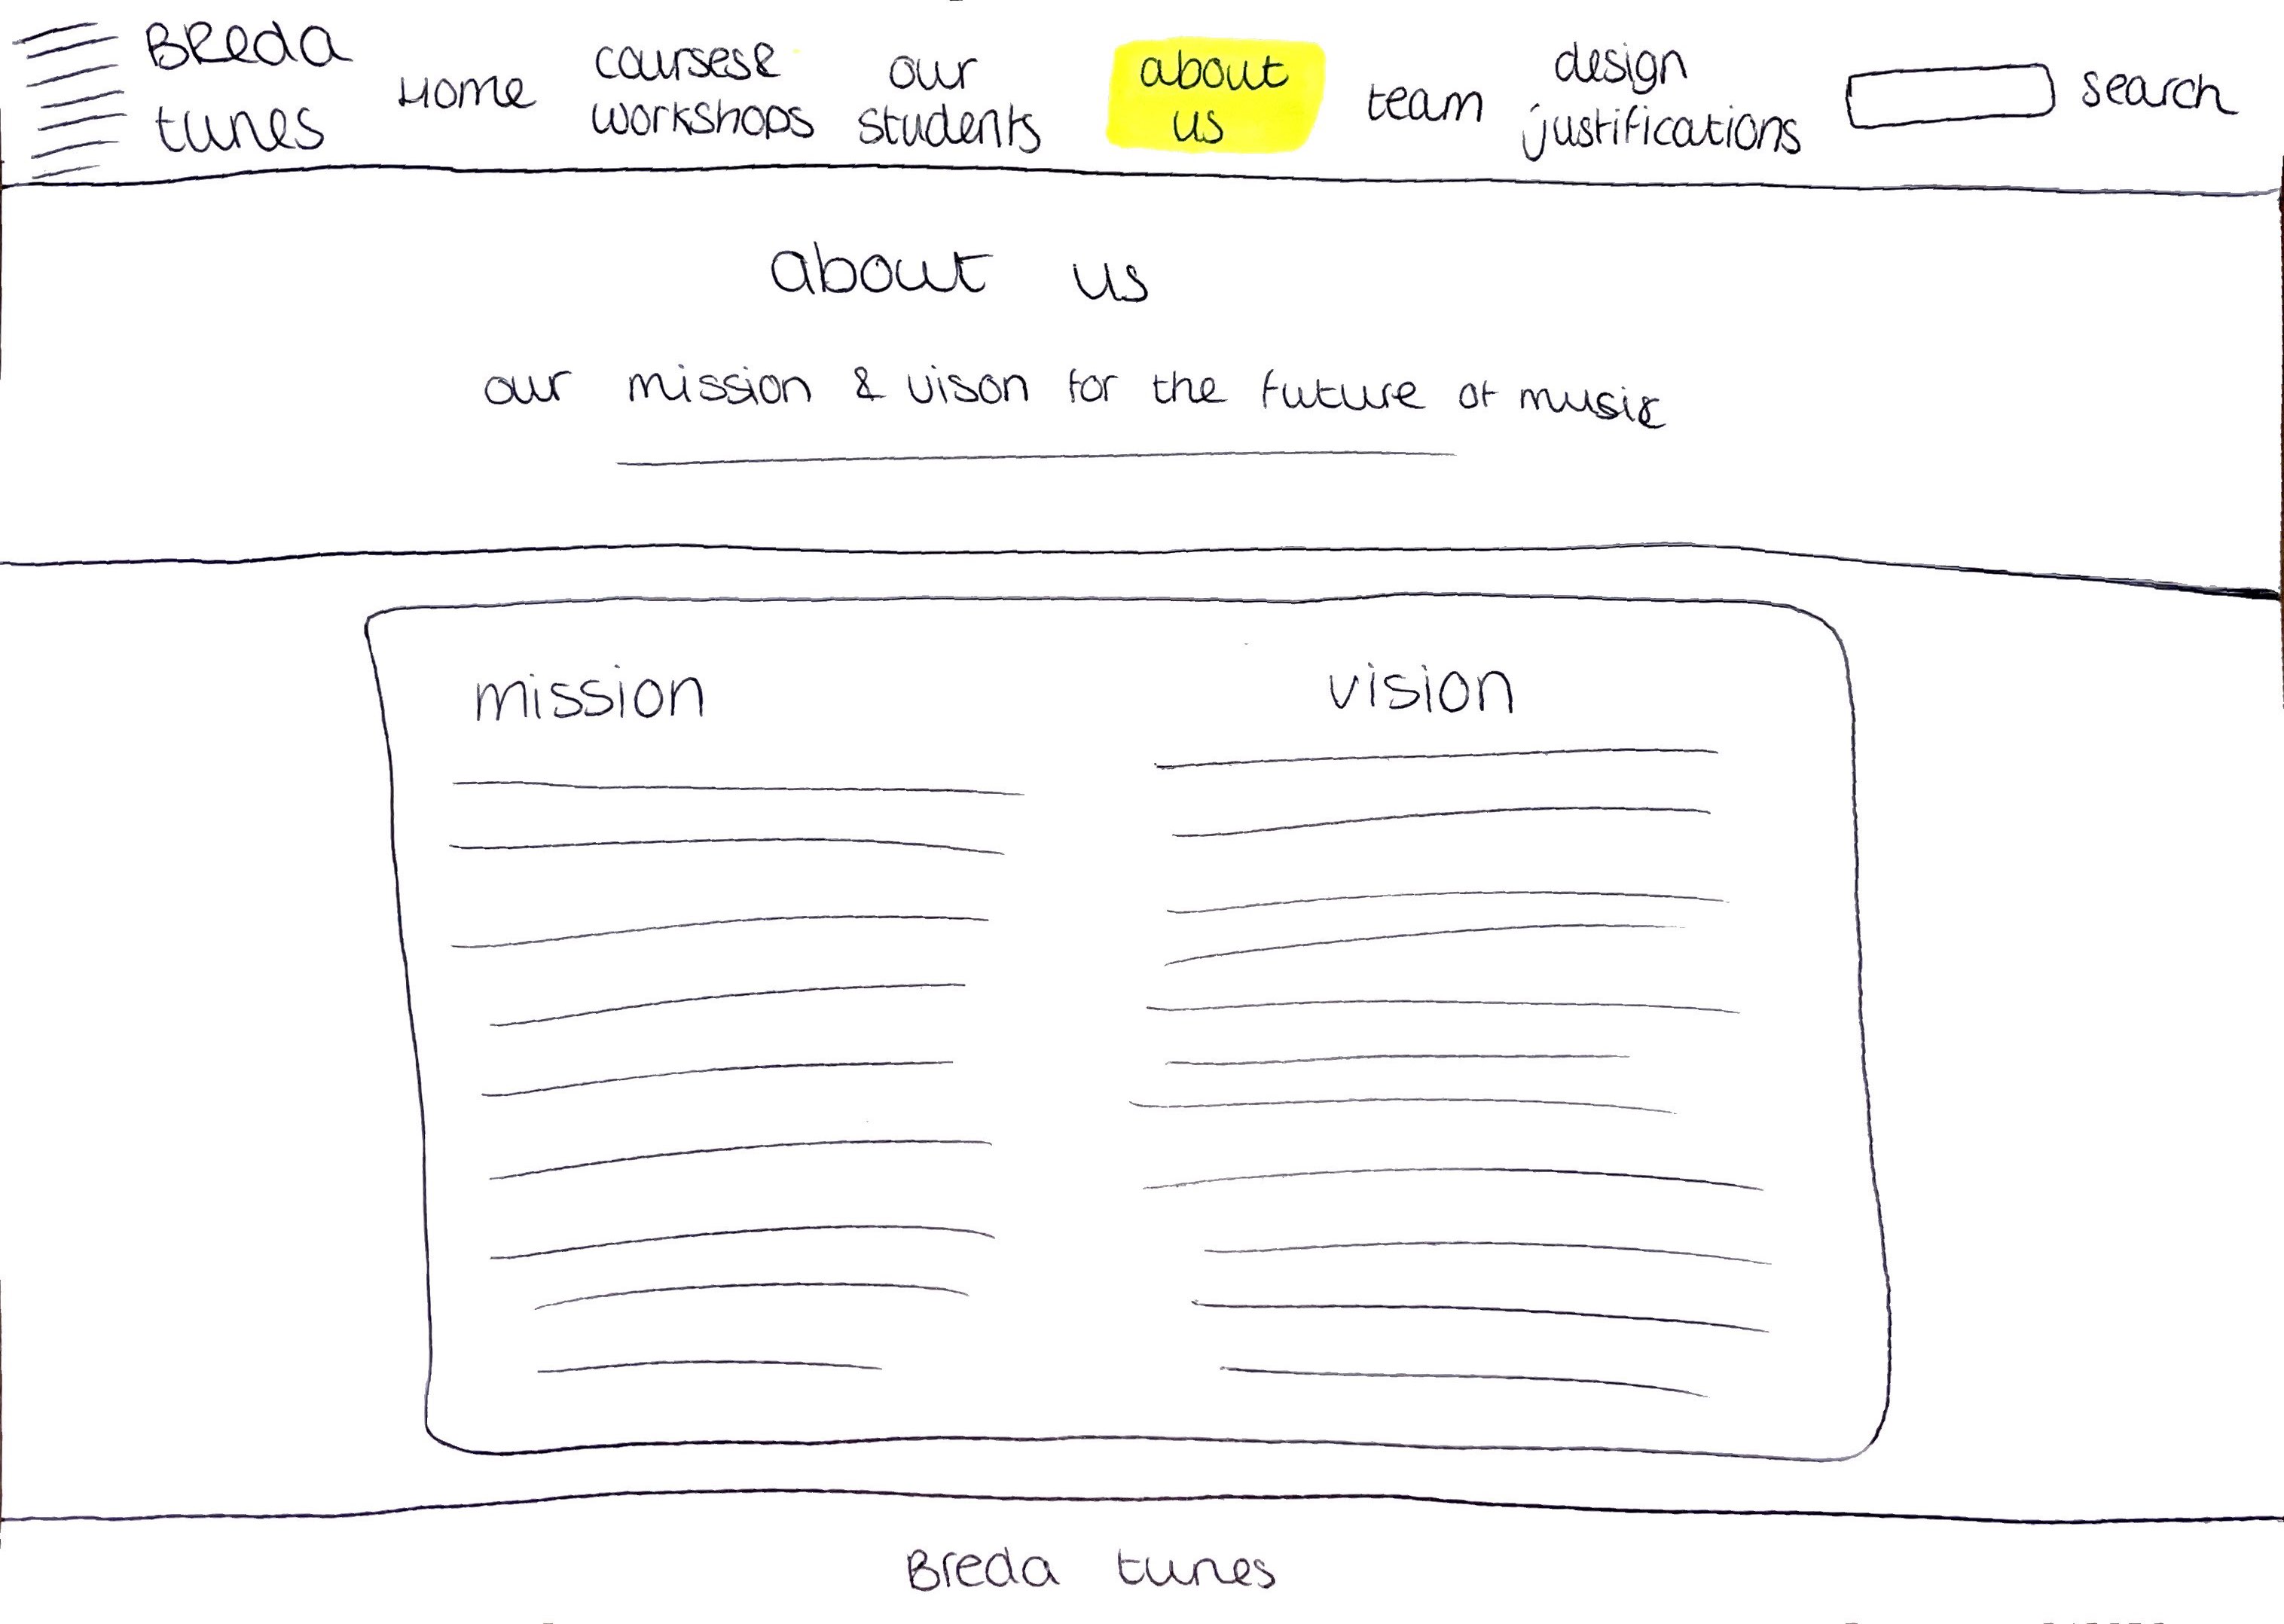 Breda
tunes
Home
courses &
workshops
our
students
about
us
team
design
justifications
search
about us
our mission & vison for the future of music
mission
vision
Breda tunes